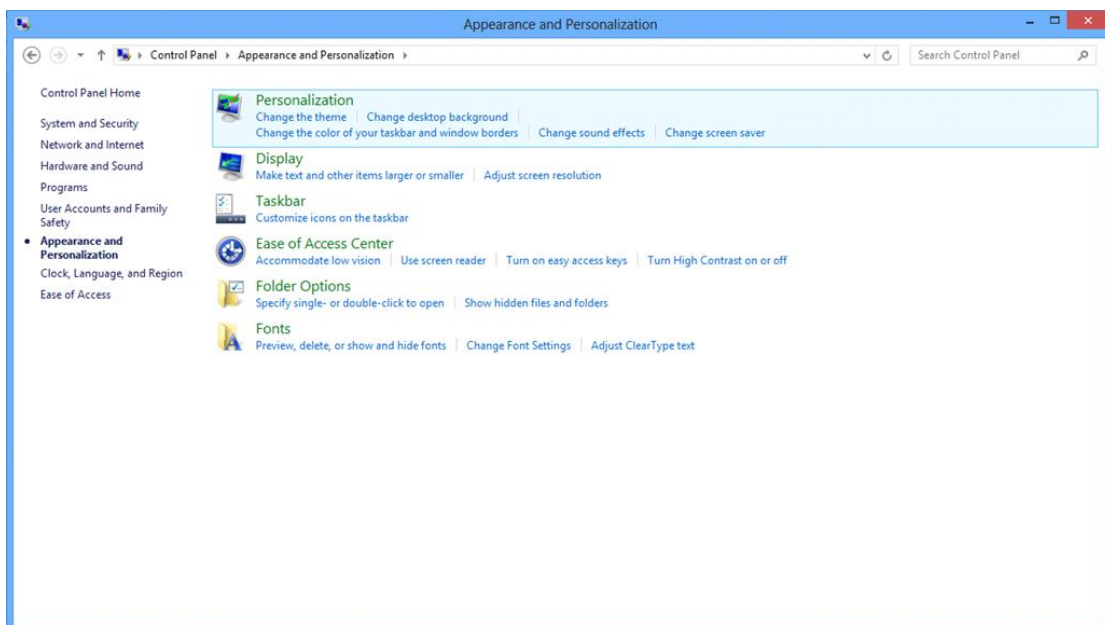 Appearance and Personalization
Control Panel Appearance and Personalization
Search Control Panel
Control Panel Home
System and Security
Network and Internet
Hardware and Sound
Programs
User Accounts and Family
Safety
Appearance and
Personalization
Clock, Language, and Region
Ease of Access
Personalization
Change the theme Change desktop background
Change the color of your taskbar and window borders Change sound effects Change screen saver
Display
Make text and other items larger or smaller Adjust screen resolution
Taskbar
Customize icons on the taskbar
Ease of Access Center
Accommodate low vision Use screen reader Turn on easy access keys Turn High Contrast on or off
Folder Options
Specify single- or double-click to open Show hidden files and folders
Fonts
Preview, delete, or show and hide fonts Change Font Settings Adjust ClearType text